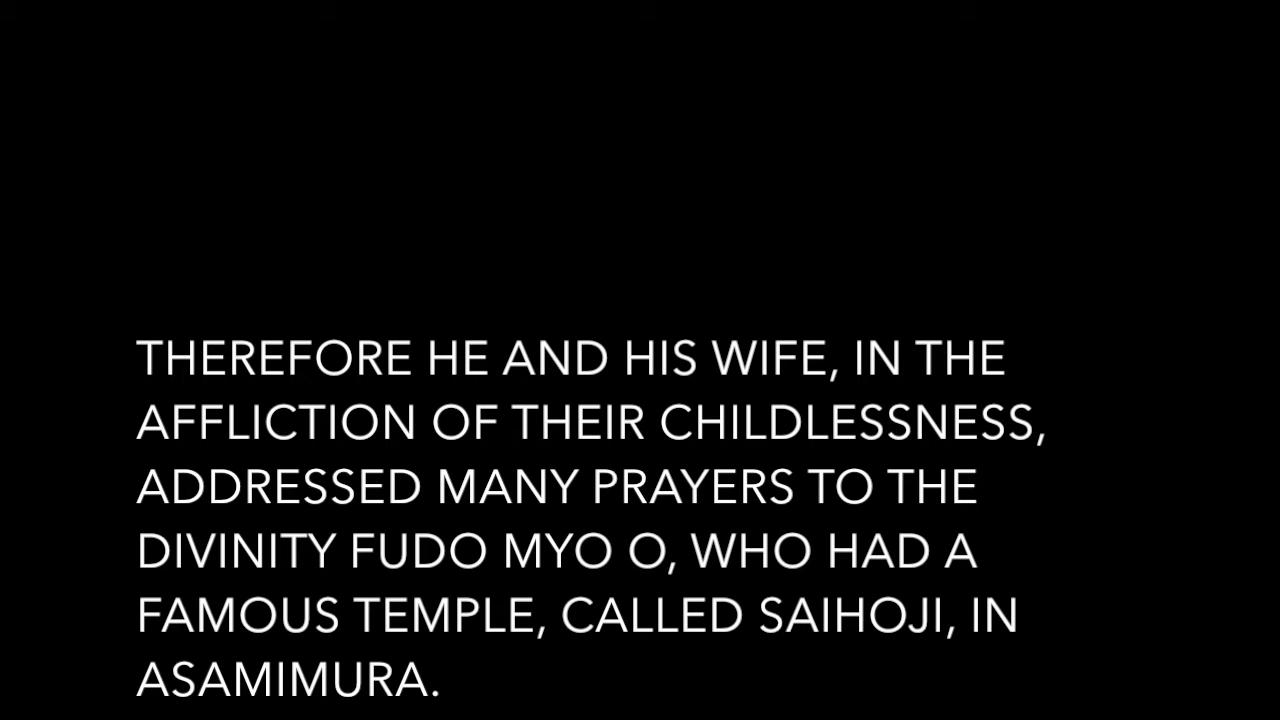 THEREFORE HE AND HIS WIFE, IN THE
AFFLICTION OF THEIR CHILDLESSNESS,
ADDRESSED MANY PRAYERS TO THE
DIVINITY FUDO MYO O, WHO HAD A
FAMOUS TEMPLE, CALLED SAIHOJI, IN
ASAMIMURA.